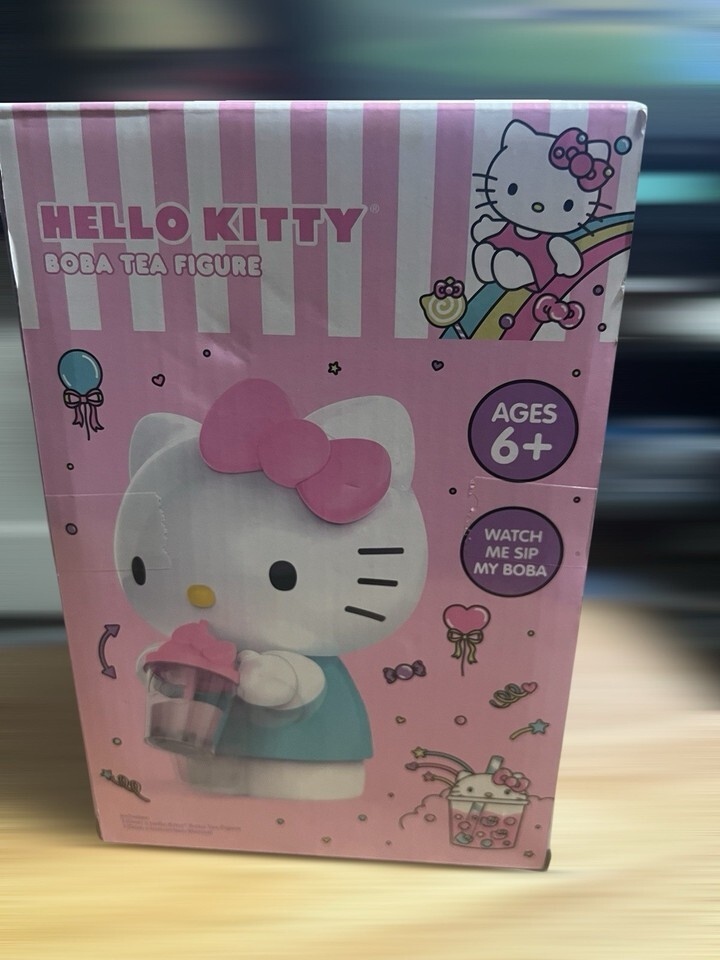 HELLO KITTY®
BOBA TEA FIGURE
AGES
6+
WATCH
ME SIP
MY BOBA